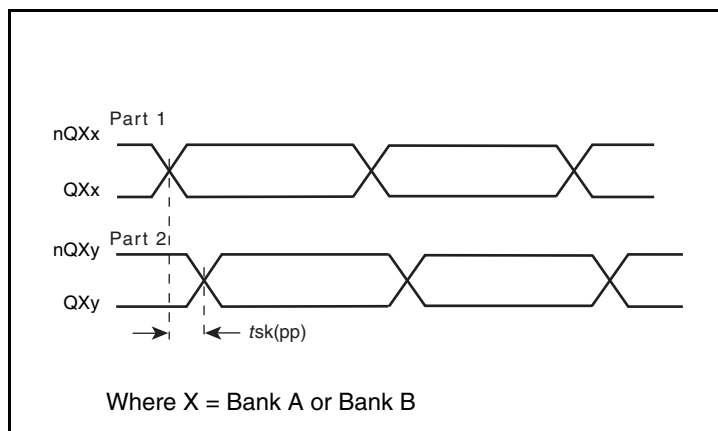 Part 1
nQXx
QXx
Part 2
nQXy
QXy
tsk(pp)
Where X = Bank A or Bank B